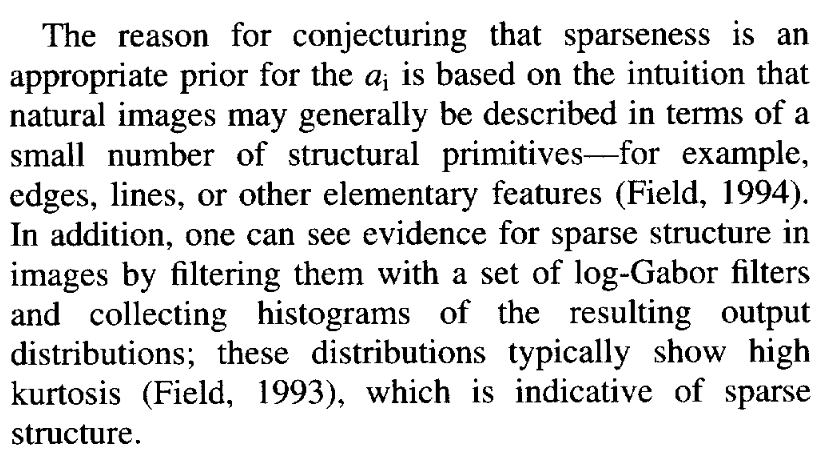 The reason for conjecturing that sparseness is an
appropriate prior for the aᵢ is based on the intuition that
natural images may generally be described in terms of a
small number of structural primitives—for example,
edges, lines, or other elementary features (Field, 1994).
In addition, one can see evidence for sparse structure in
images by filtering them with a set of log-Gabor filters
and collecting histograms of the resulting output
distributions; these distributions typically show high
kurtosis (Field, 1993), which is indicative of sparse
structure.